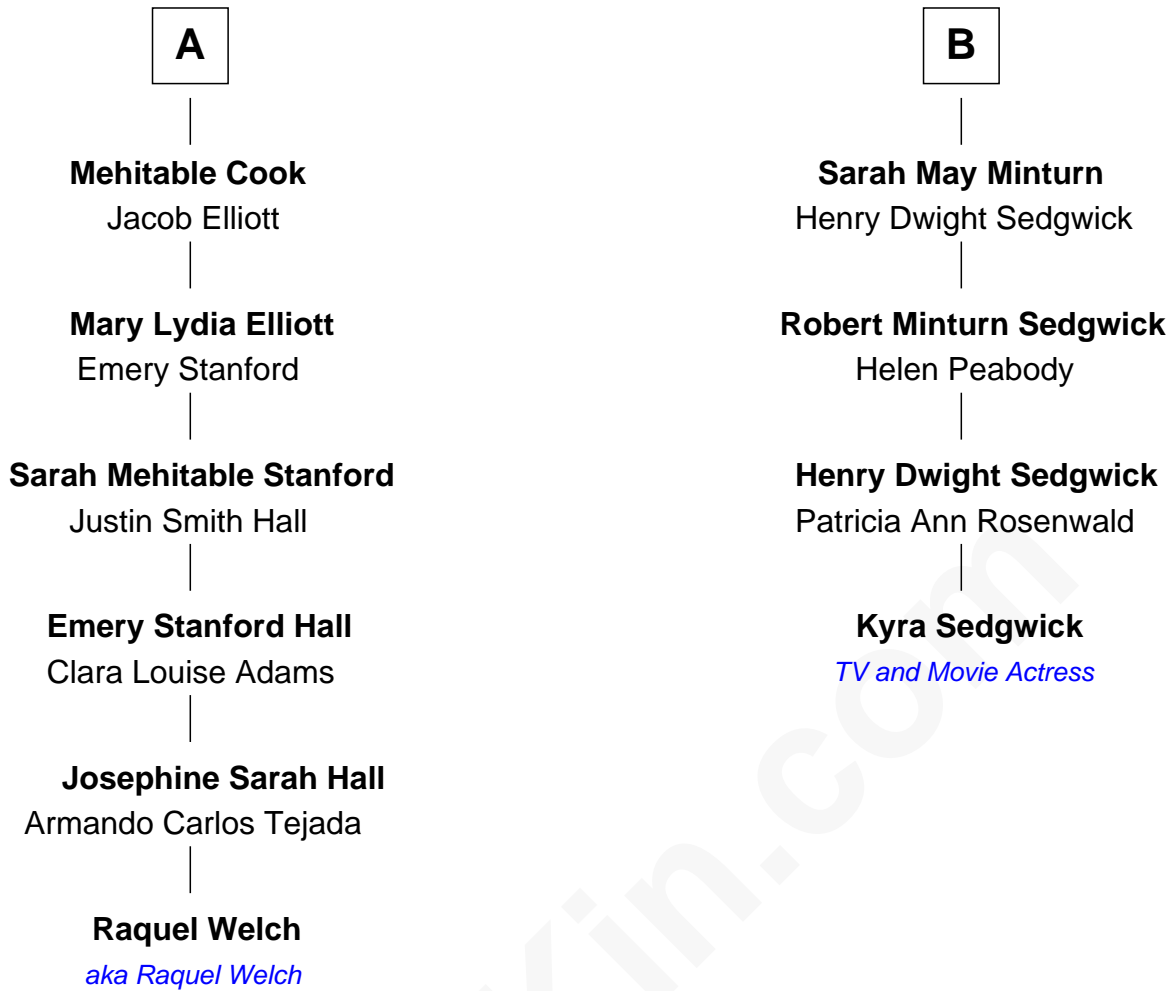 A
Mehitable Cook
Jacob Elliott
Mary Lydia Elliott
Emery Stanford
Sarah Mehitable Stanford
Justin Smith Hall
Emery Stanford Hall
Clara Louise Adams
Josephine Sarah Hall
Armando Carlos Tejada
Raquel Welch
aka Raquel Welch
B
Sarah May Minturn
Henry Dwight Sedgwick
Robert Minturn Sedgwick
Helen Peabody
Henry Dwight Sedgwick
Patricia Ann Rosenwald
Kyra Sedgwick
TV and Movie Actress